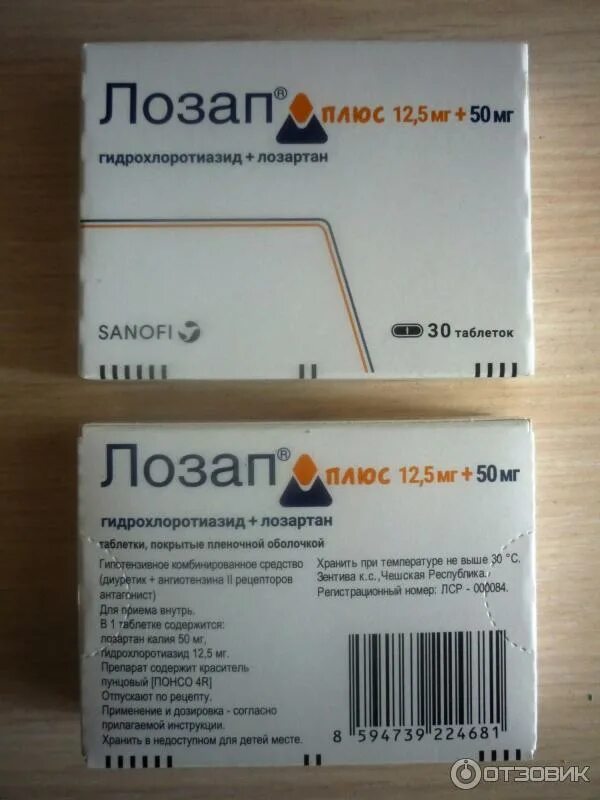 Лозап® плюс 12,5 мг + 50 мг
гидрохлоротиазид + лозартан
SANOFI
30 таблеток
Лозап® плюс 12,5 мг + 50 мг
гидрохлоротиазид + лозартан
таблетки, покрытые пленочной оболочкой
Гипотензивное комбинированное средство
(диуретик + ангиотензина II рецепторов
антагонист)
Для приема внутрь.
В 1 таблетке содержится:
лозартан калия 50 мг,
гидрохлоротиазид 12,5 мг.
Препарат содержит краситель
пунцовый [ПОНСО 4R]
Отпускают по рецепту.
Применение и дозировка - согласно
прилагаемой инструкции.
Хранить в недоступном для детей месте.
Хранить при температуре не выше 30 °С.
Зентива к.с., Чешская Республика.
Регистрационный номер: ЛСР - 000084.
8 594739 224681
ОТЗОВИК